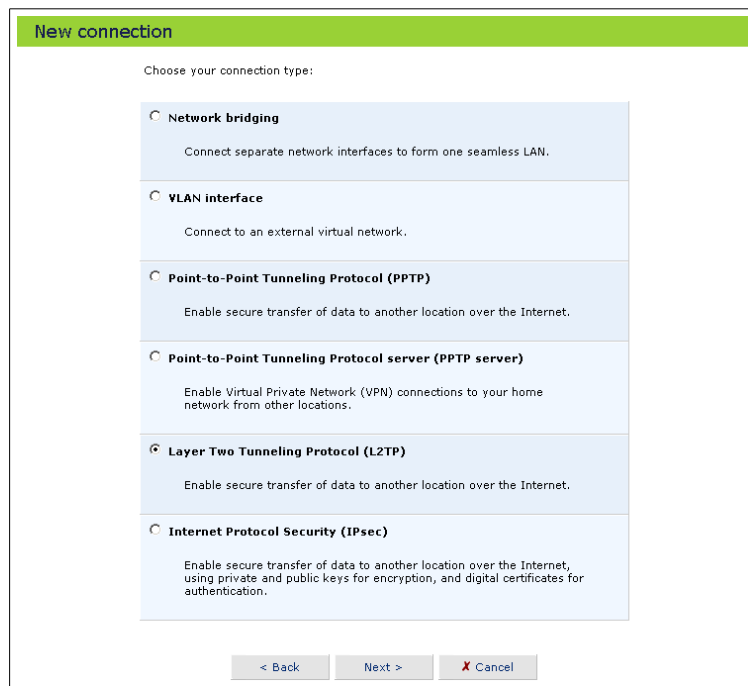 New connection
Choose your connection type:
Network bridging
Connect separate network interfaces to form one seamless LAN.
VLAN interface
Connect to an external virtual network.
Point-to-Point Tunneling Protocol (PPTP)
Enable secure transfer of data to another location over the Internet.
Point-to-Point Tunneling Protocol server (PPTP server)
Enable Virtual Private Network (VPN) connections to your home
network from other locations.
Layer Two Tunneling Protocol (L2TP)
Enable secure transfer of data to another location over the Internet.
Internet Protocol Security (IPsec)
Enable secure transfer of data to another location over the Internet,
using private and public keys for encryption, and digital certificates for
authentication.
< Back Next > ✗ Cancel